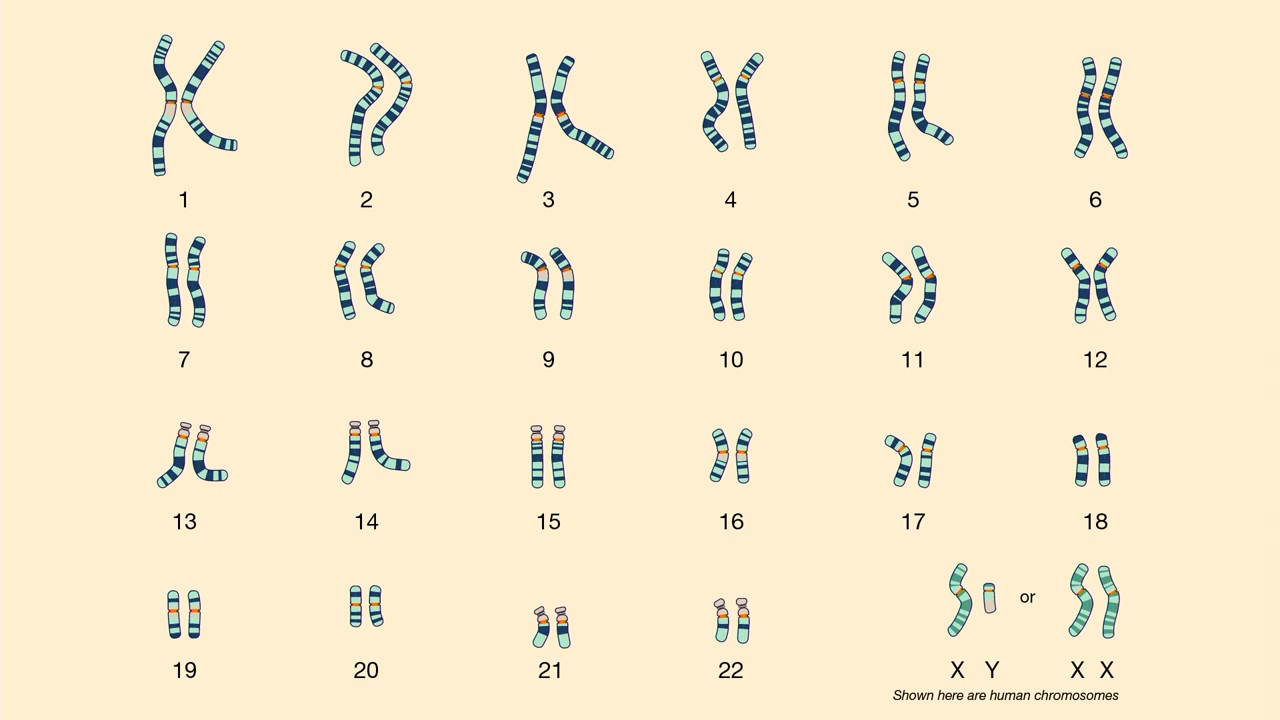 1 2 3 4 5 6
7 8 9 10 11 12
13 14 15 16 17 18
or
19 20 21 22 X Y X X
Shown here are human chromosomes